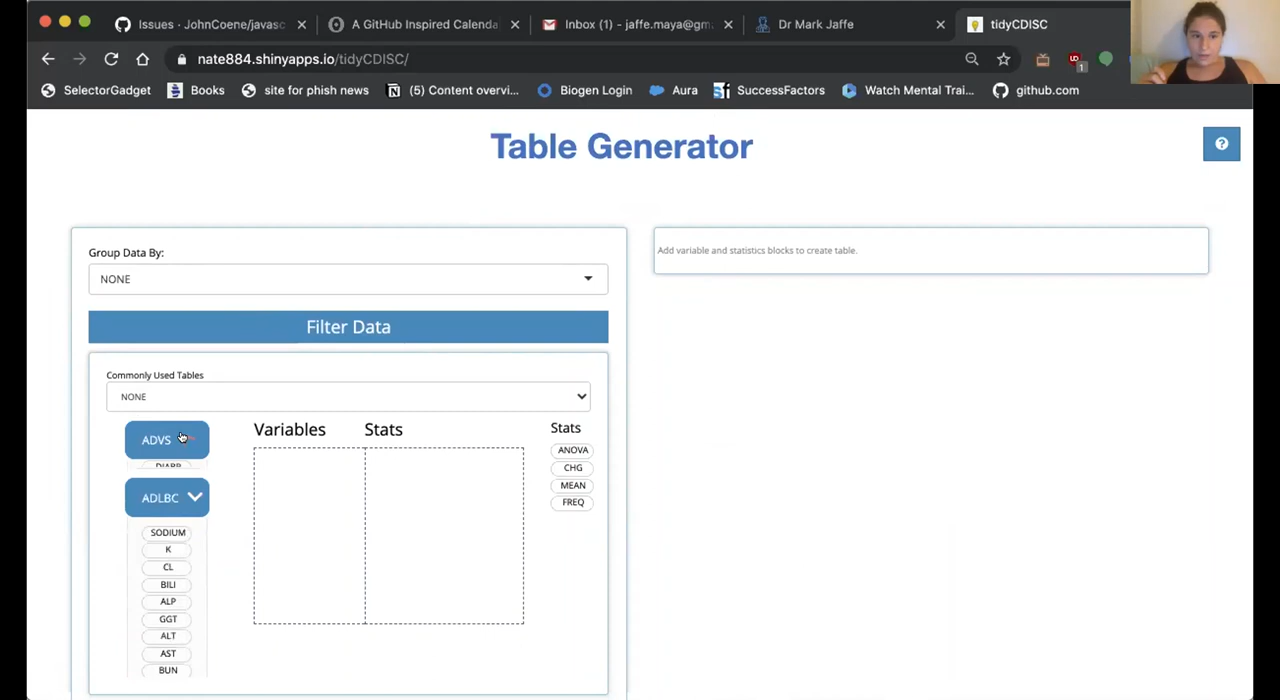 Issues · JohnCoene/javasc
A GitHub Inspired Calenda
Inbox (1) - jaffe.maya@gm
Dr Mark Jaffe
tidyCDISC
nate884.shinyapps.io/tidyCDISC/
UD
1
SelectorGadget
Books
site for phish news
(5) Content overvi...
Biogen Login
Aura
SuccessFactors
Watch Mental Trai...
github.com
Table Generator
?
Group Data By:
NONE
Add variable and statistics blocks to create table.
Filter Data
Commonly Used Tables
NONE
ADVS
Variables
Stats
Stats
ANOVA
CHG
MEAN
FREQ
DIABP
ADLBC
SODIUM
K
CL
BILI
ALP
GGT
ALT
AST
BUN